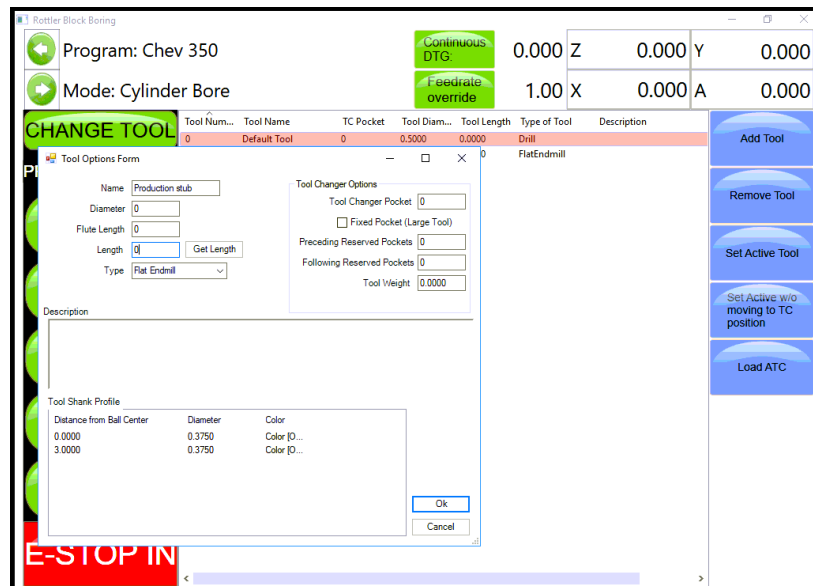 Rottler Block Boring
Program: Chev 350
Continuous DTG: 0.000 Z 0.000 Y 0.000
Mode: Cylinder Bore
Feedrate override 1.00 X 0.000 A 0.000
CHANGE TOOL
Tool Num... Tool Name TC Pocket Tool Diam... Tool Length Type of Tool Description
0 Default Tool 0 0.5000 0.0000 Drill
0 FlatEndmill
Add Tool
Remove Tool
Set Active Tool
Set Active w/o
moving to TC
position
Load ATC
Tool Options Form
Name Production stub
Diameter 0
Flute Length 0
Length 0 Get Length
Type Flat Endmill
Tool Changer Options
Tool Changer Pocket 0
Fixed Pocket (Large Tool)
Preceding Reserved Pockets 0
Following Reserved Pockets 0
Tool Weight 0.0000
Description
Tool Shank Profile
Distance from Ball Center Diameter Color
0.0000 0.3750 Color [O...
3.0000 0.3750 Color [O...
Ok
Cancel
E-STOP IN